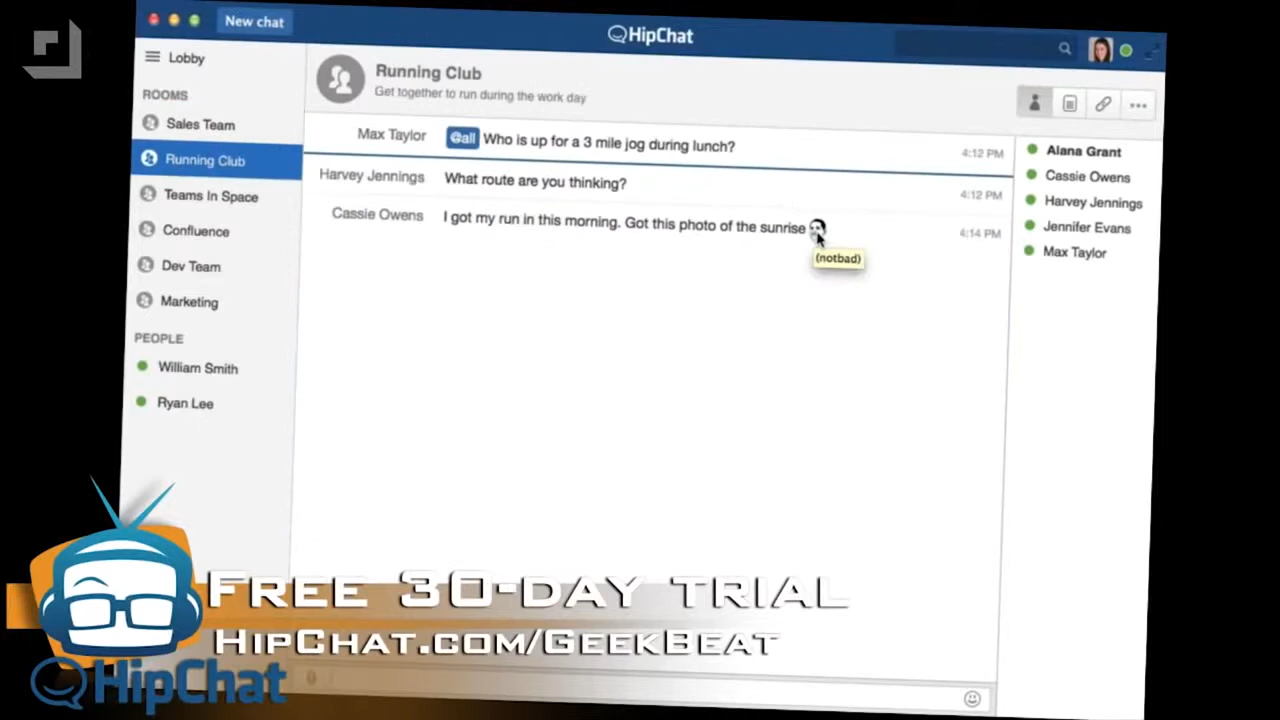 New chat
HipChat
Lobby
ROOMS
Sales Team
Running Club
Teams In Space
Confluence
Dev Team
Marketing
PEOPLE
William Smith
Ryan Lee
Running Club
Get together to run during the work day
Max Taylor @all Who is up for a 3 mile jog during lunch? 4:12 PM
Harvey Jennings What route are you thinking? 4:12 PM
Cassie Owens I got my run in this morning. Got this photo of the sunrise 4:14 PM
(notbad)
Alana Grant
Cassie Owens
Harvey Jennings
Jennifer Evans
Max Taylor
FREE 30-DAY TRIAL
HIPCHAT.COM/GEEKBEAT
HipChat